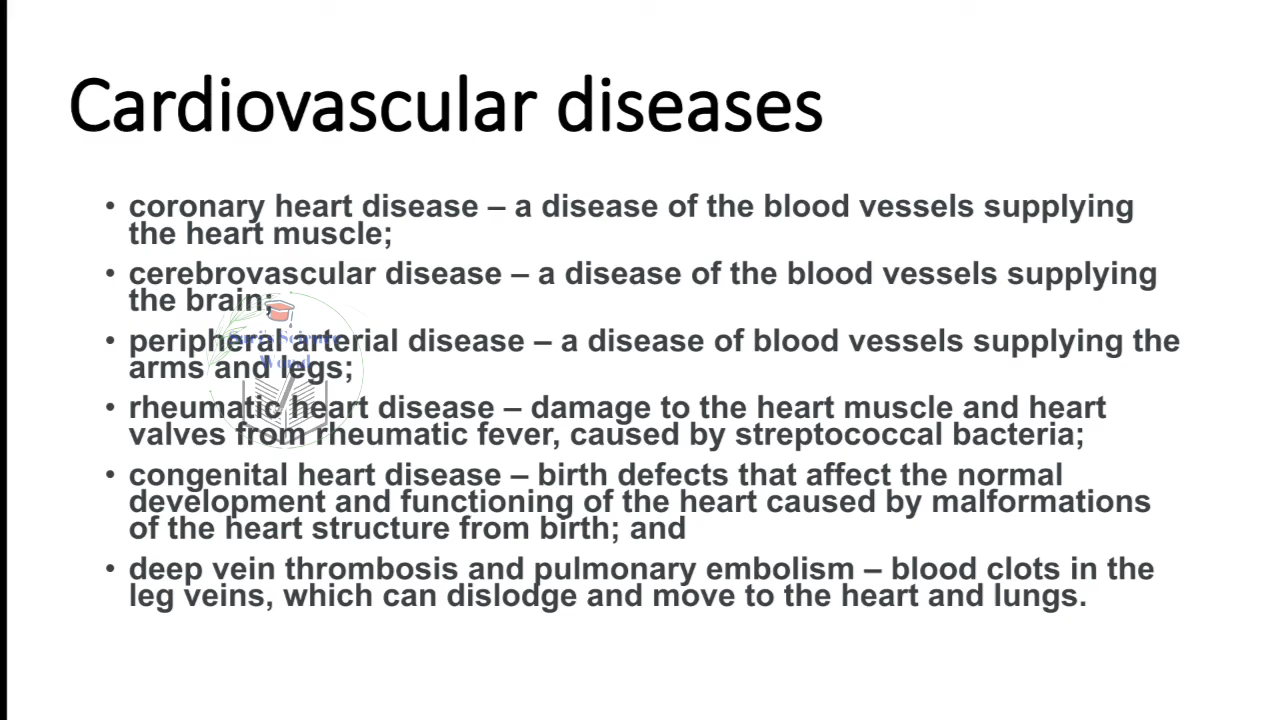 Cardiovascular diseases
• coronary heart disease – a disease of the blood vessels supplying
the heart muscle;
• cerebrovascular disease – a disease of the blood vessels supplying
the brain;
• peripheral arterial disease – a disease of blood vessels supplying the
arms and legs;
• rheumatic heart disease – damage to the heart muscle and heart
valves from rheumatic fever, caused by streptococcal bacteria;
• congenital heart disease – birth defects that affect the normal
development and functioning of the heart caused by malformations
of the heart structure from birth; and
• deep vein thrombosis and pulmonary embolism – blood clots in the
leg veins, which can dislodge and move to the heart and lungs.